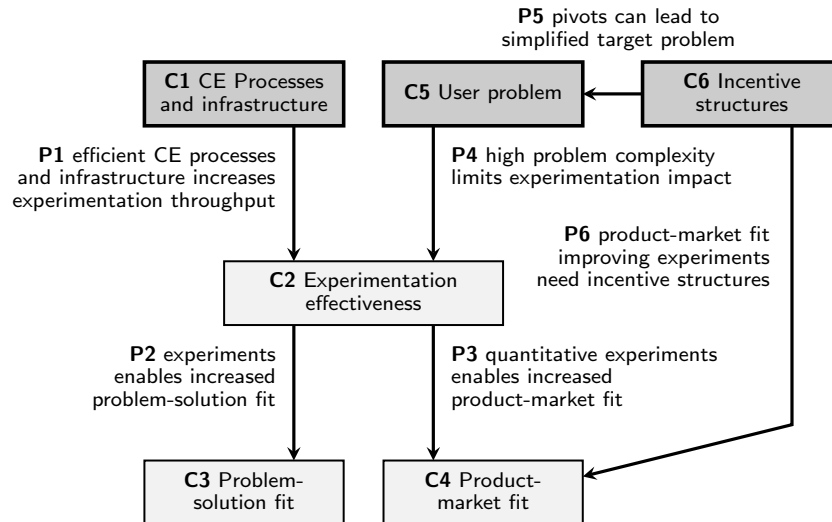 P5 pivots can lead to
simplified target problem
C1 CE Processes
and infrastructure
C5 User problem
C6 Incentive
structures
P1 efficient CE processes
and infrastructure increases
experimentation throughput
P4 high problem complexity
limits experimentation impact
P6 product-market fit
improving experiments
need incentive structures
C2 Experimentation
effectiveness
P2 experiments
enables increased
problem-solution fit
P3 quantitative experiments
enables increased
product-market fit
C3 Problem-
solution fit
C4 Product-
market fit